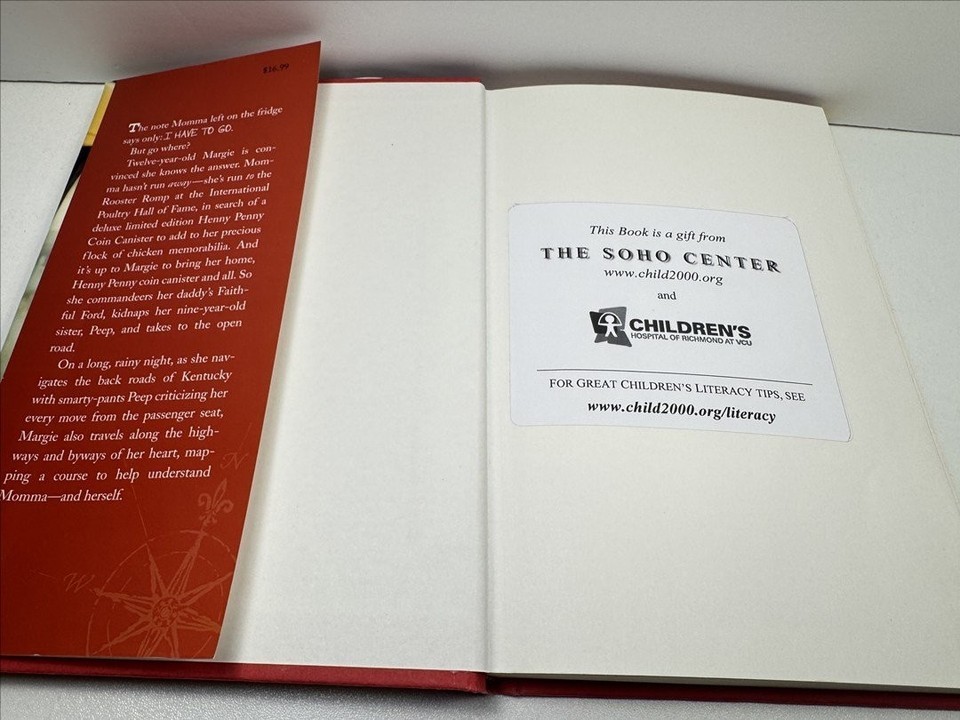 $16.99
The note Momma left on the fridge
says only: I HAVE TO GO.
But go where?
Twelve-year-old Margie is con-
vinced she knows the answer. Mom-
ma hasn't run away—she's run to the
Rooster Romp at the International
Poultry Hall of Fame, in search of a
deluxe limited edition Henny Penny
Coin Canister to add to her precious
flock of chicken memorabilia. And
it's up to Margie to bring her home,
Henny Penny coin canister and all. So
she commandeers her daddy's Faith-
ful Ford, kidnaps her nine-year-old
sister, Peep, and takes to the open
road.
On a long, rainy night, as she nav-
igates the back roads of Kentucky
with smarty-pants Peep criticizing her
every move from the passenger seat,
Margie also travels along the high-
ways and byways of her heart, map-
ping a course to help understand
Momma—and herself.
N
W
This Book is a gift from
THE SOHO CENTER
www.child2000.org
and
CHILDREN'S
HOSPITAL OF RICHMOND AT VCU
FOR GREAT CHILDREN'S LITERACY TIPS, SEE
www.child2000.org/literacy